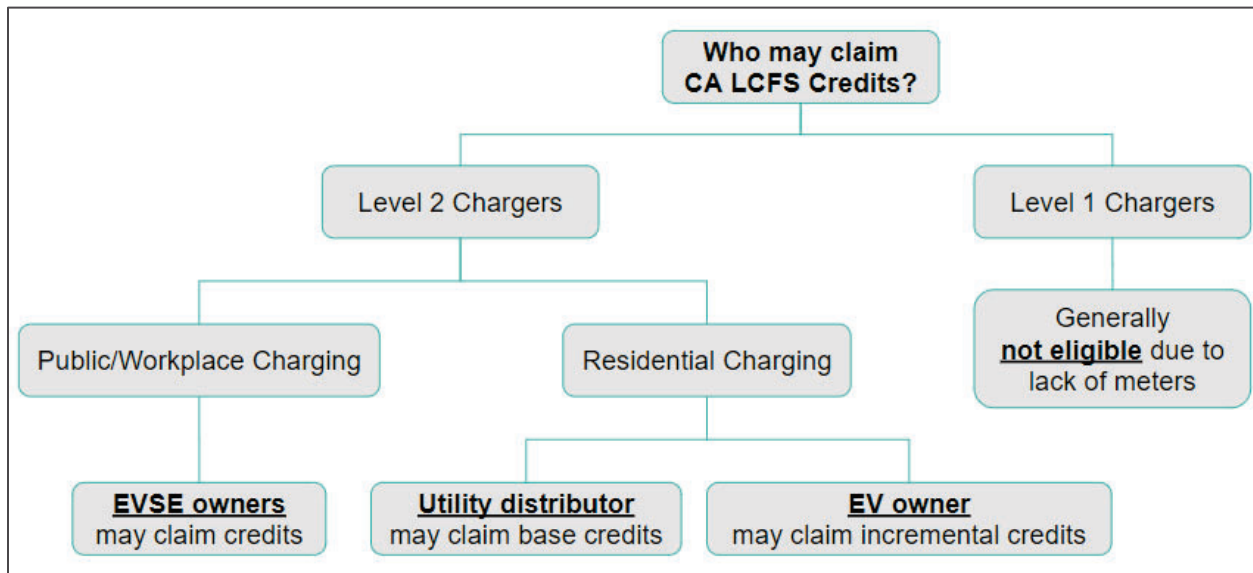 Who may claim
CA LCFS Credits?
Level 2 Chargers
Level 1 Chargers
Public/Workplace Charging
Residential Charging
Generally
not eligible due to
lack of meters
EVSE owners
may claim credits
Utility distributor
may claim base credits
EV owner
may claim incremental credits